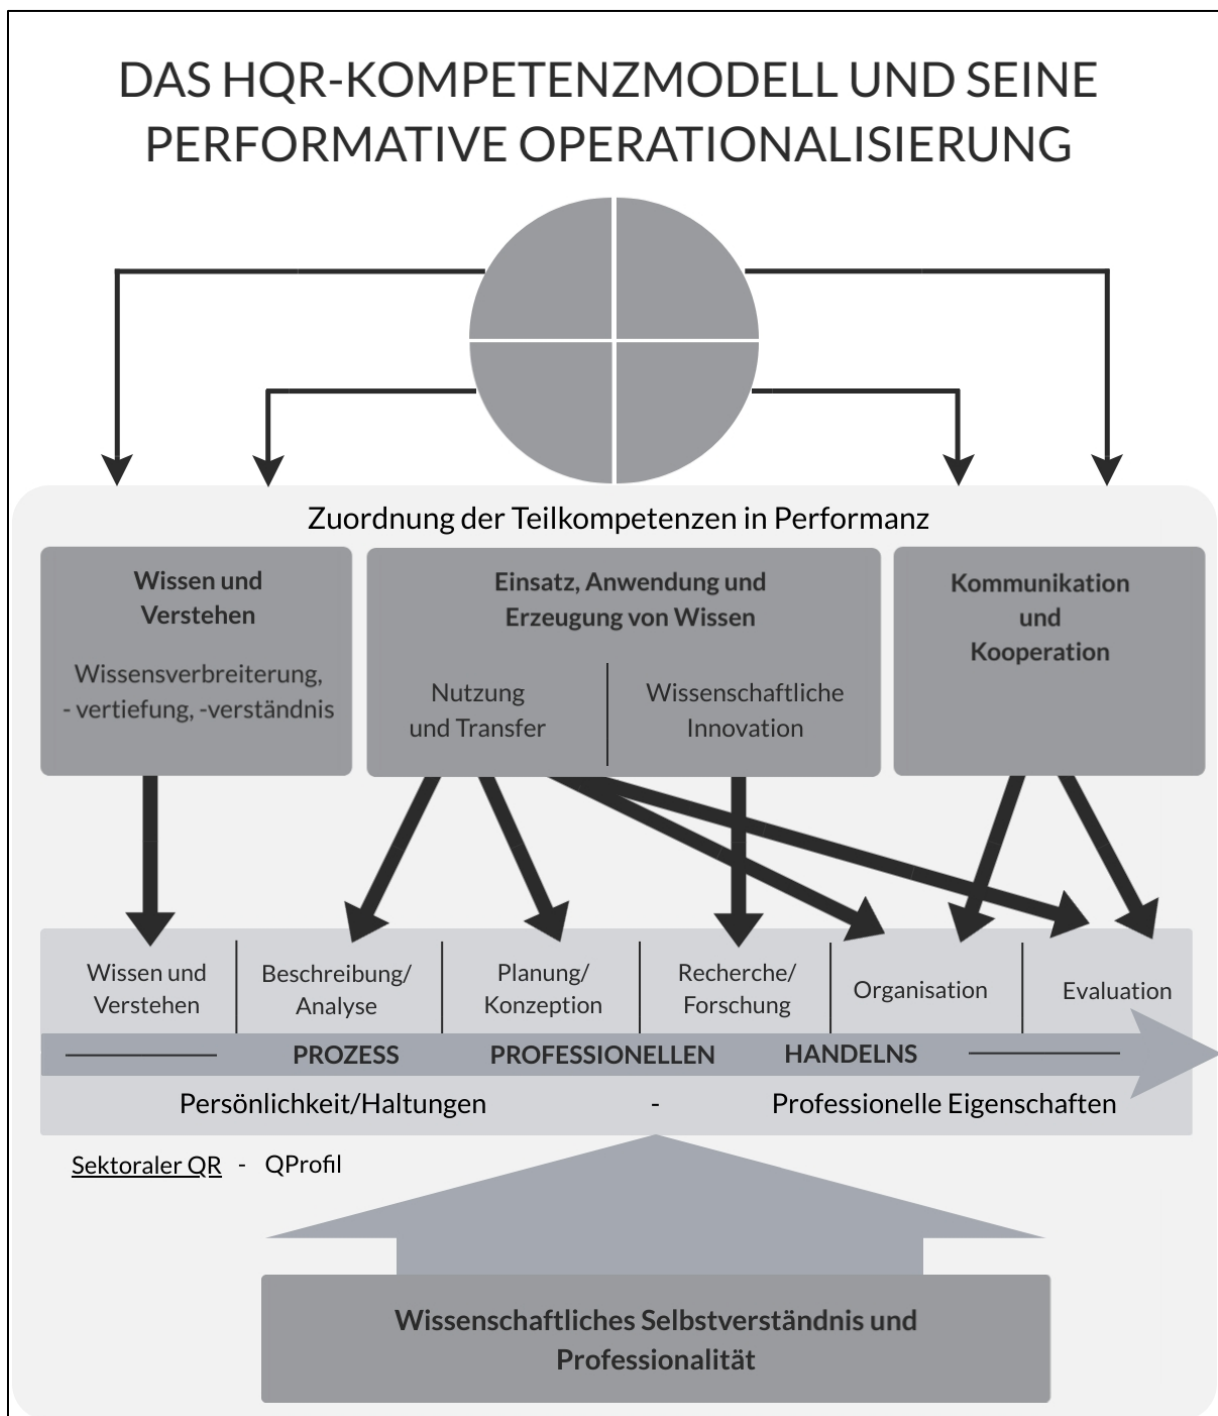 DAS HQR-KOMPETENZMODELL UND SEINE
PERFORMATIVE OPERATIONALISIERUNG
Zuordnung der Teilkompetenzen in Performanz
Wissen und
Verstehen
Wissensverbreiterung,
- vertiefung, -verständnis
Einsatz, Anwendung und
Erzeugung von Wissen
Nutzung
und Transfer
Wissenschaftliche
Innovation
Kommunikation
und
Kooperation
Wissen und
Verstehen
Beschreibung/
Analyse
Planung/
Konzeption
Recherche/
Forschung
Organisation
Evaluation
PROZESS PROFESSIONELLEN HANDELNS
Persönlichkeit/Haltungen - Professionelle Eigenschaften
Sektoraler QR - QProfil
Wissenschaftliches Selbstverständnis und
Professionalität